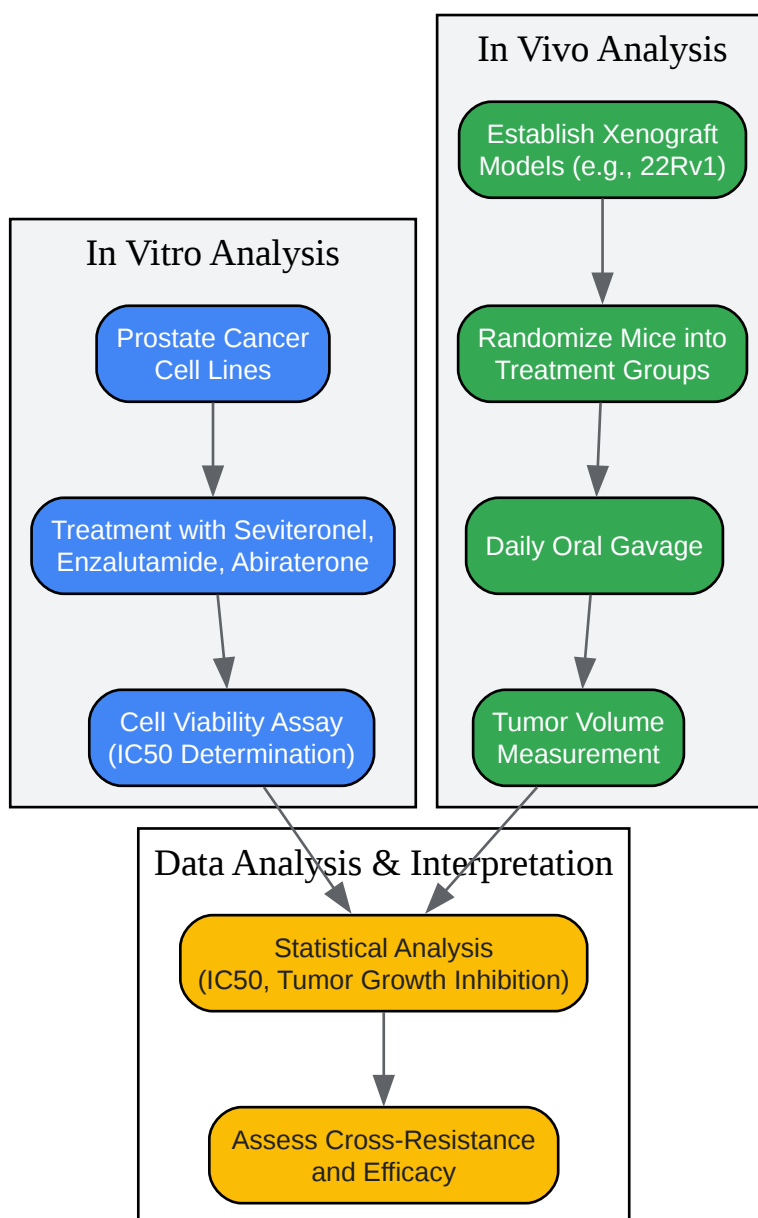 In Vitro Analysis
Prostate Cancer
Cell Lines
Treatment with Seviteronel,
Enzalutamide, Abiraterone
Cell Viability Assay
(IC50 Determination)
In Vivo Analysis
Establish Xenograft
Models (e.g., 22Rv1)
Randomize Mice into
Treatment Groups
Daily Oral Gavage
Tumor Volume
Measurement
Data Analysis & Interpretation
Statistical Analysis
(IC50, Tumor Growth Inhibition)
Assess Cross-Resistance
and Efficacy